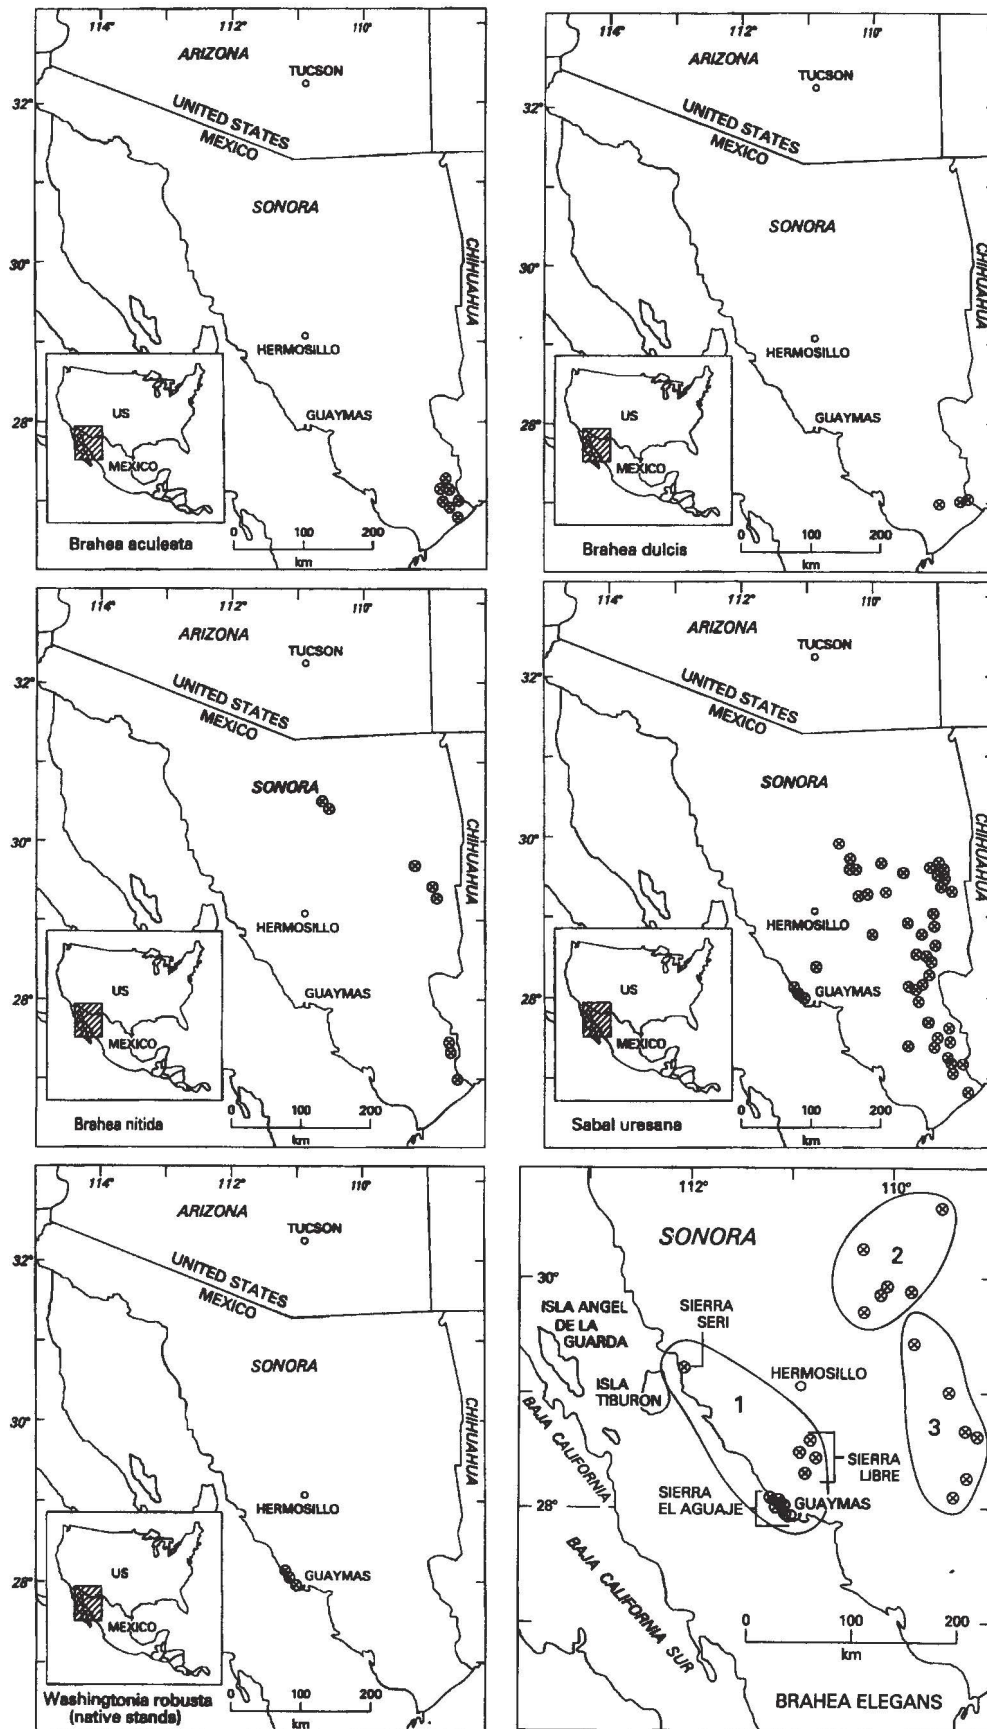 114°
112°
110°
ARIZONA
TUCSON
32°
UNITED STATES
MEXICO
SONORA
30°
CHIHUAHUA
HERMOSILLO
US
GUAYMAS
28°
MEXICO
0 100 200
km
Brahea aculeata
114°
112°
110°
ARIZONA
TUCSON
32°
UNITED STATES
MEXICO
SONORA
30°
CHIHUAHUA
HERMOSILLO
US
GUAYMAS
28°
MEXICO
0 100 200
km
Brahea dulcis
114°
112°
110°
ARIZONA
TUCSON
32°
UNITED STATES
MEXICO
SONORA
30°
CHIHUAHUA
HERMOSILLO
US
GUAYMAS
28°
MEXICO
0 100 200
km
Brahea nitida
114°
112°
110°
ARIZONA
TUCSON
32°
UNITED STATES
MEXICO
SONORA
30°
CHIHUAHUA
HERMOSILLO
US
GUAYMAS
28°
MEXICO
0 100 200
km
Sabal uresana
114°
112°
110°
ARIZONA
TUCSON
32°
UNITED STATES
MEXICO
SONORA
30°
CHIHUAHUA
HERMOSILLO
US
GUAYMAS
28°
MEXICO
0 100 200
km
Washingtonia robusta
(native stands)
112°
110°
SONORA
2
30°
ISLA ANGEL
DE LA
GUARDA
SIERRA
SERI
HERMOSILLO
ISLA
TIBURON
1
3
BAJA CALIFORNIA
SIERRA
LIBRE
SIERRA
EL AGUAJE
GUAYMAS
28°
BAJA CALIFORNIA SUR
0 100 200
km
BRAHEA ELEGANS